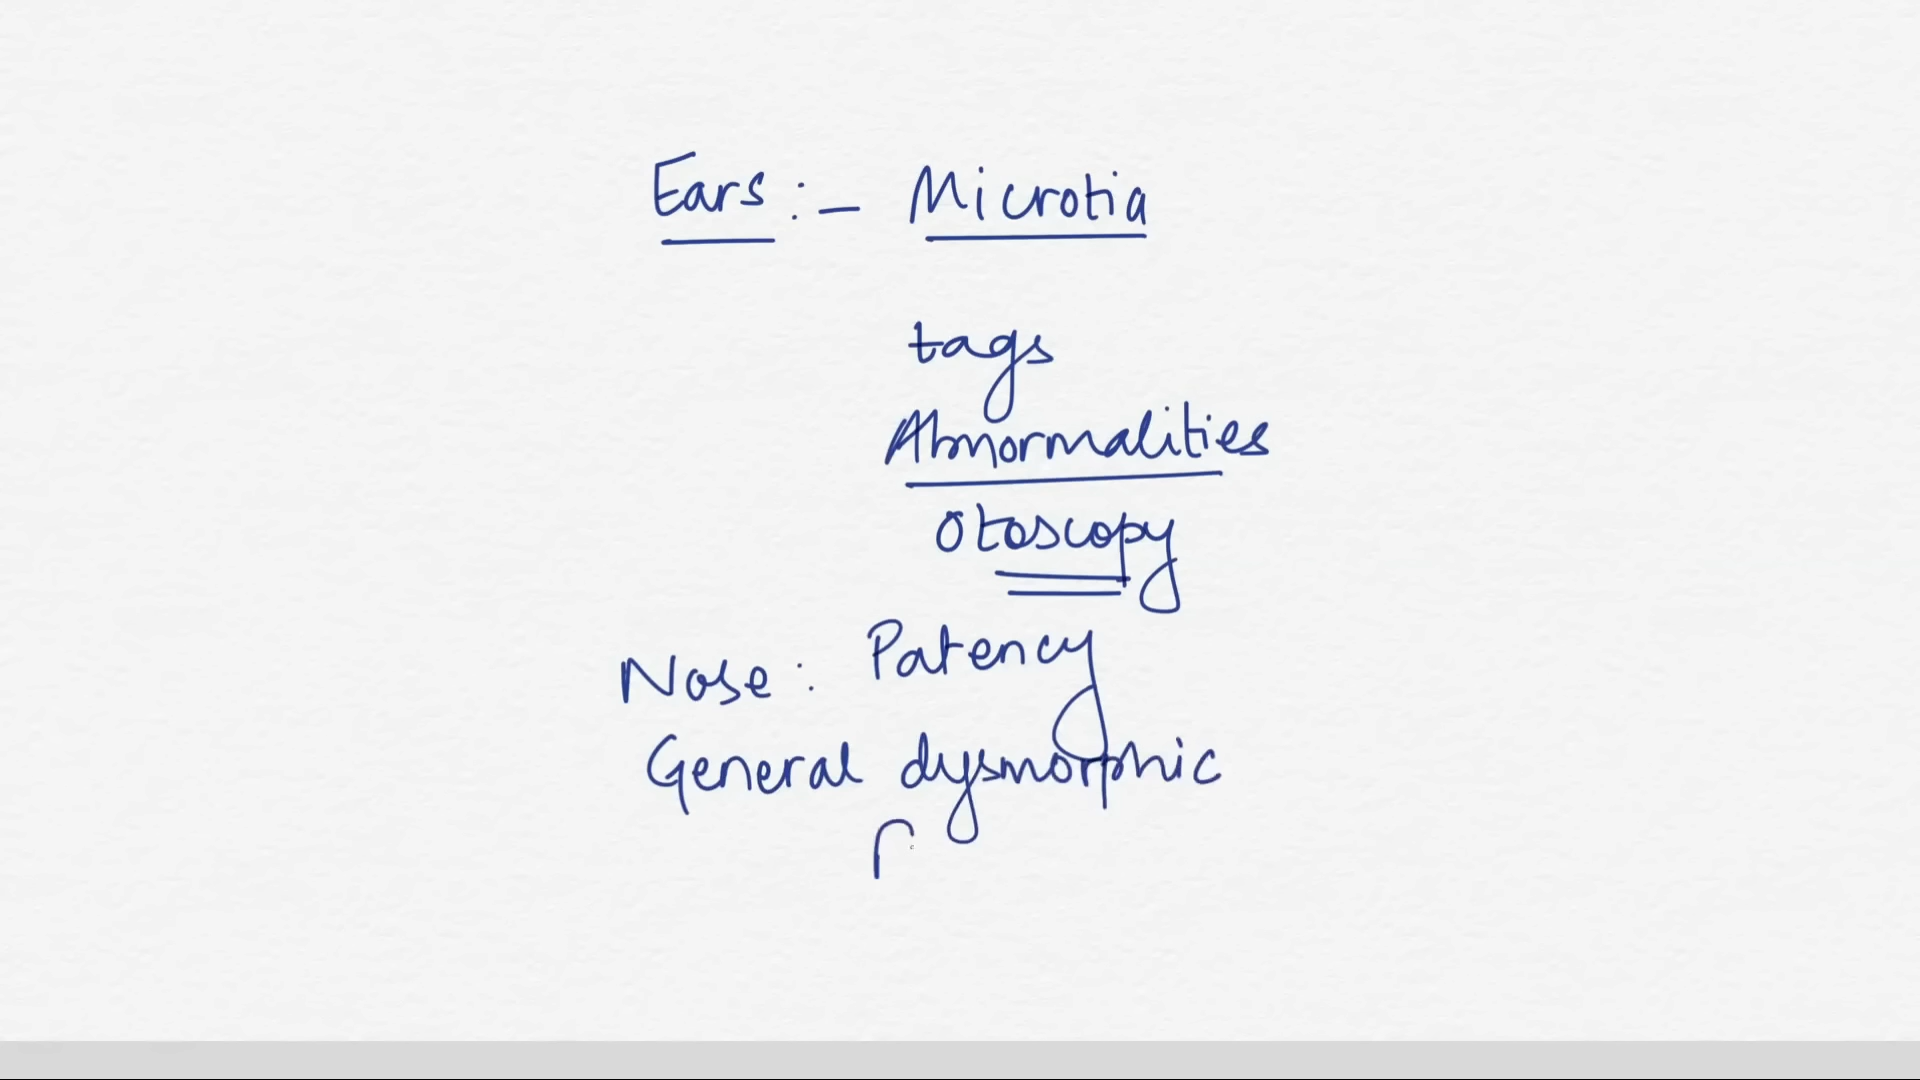 Ears :- Microtia
tags
Abnormalities
Otoscopy
Nose : Patency
General dysmorphic